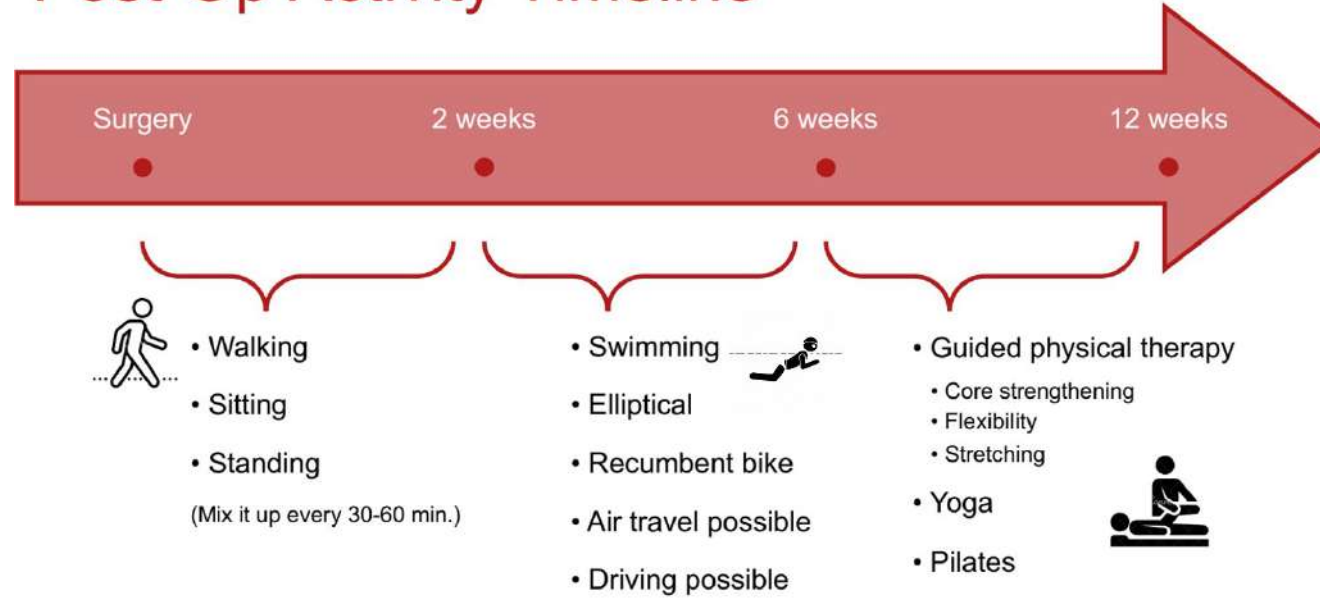 Surgery
2 weeks
6 weeks
12 weeks
• Walking
• Sitting
• Standing
(Mix it up every 30-60 min.)
• Swimming
• Elliptical
• Recumbent bike
• Air travel possible
• Driving possible
• Guided physical therapy
• Core strengthening
• Flexibility
• Stretching
• Yoga
• Pilates